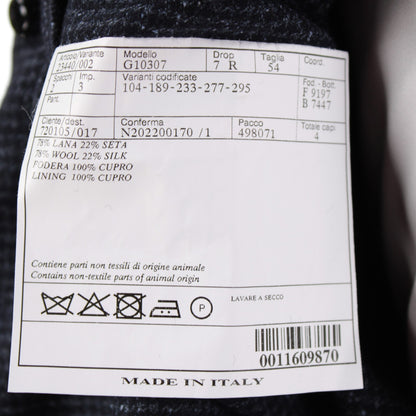 Articolo/Variante Modello Drop Taglia Coord.
23440/002 G10307 7 R 54
Spacchi Imp. Varianti codificate Fod. - Bott.
2 3 104-189-233-277-295 F 9197
Part. B 7447
Cliente/dest. Conferma Pacco Totale capi
720105/017 N202200170 /1 498071 4
78% LANA 22% SETA
78% WOOL 22% SILK
FODERA 100% CUPRO
LINING 100% CUPRO
Contiene parti non tessili di origine animale
Contains non-textile parts of animal origin
P LAVARE A SECCO
0011609870
MADE IN ITALY